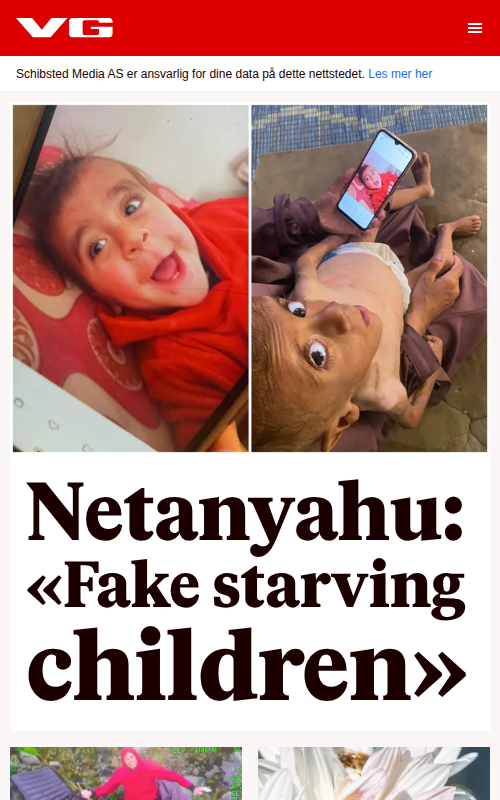 VG
Schibsted Media AS er ansvarlig for dine data på dette nettstedet. Les mer her
Netanyahu:
«Fake starving
children»